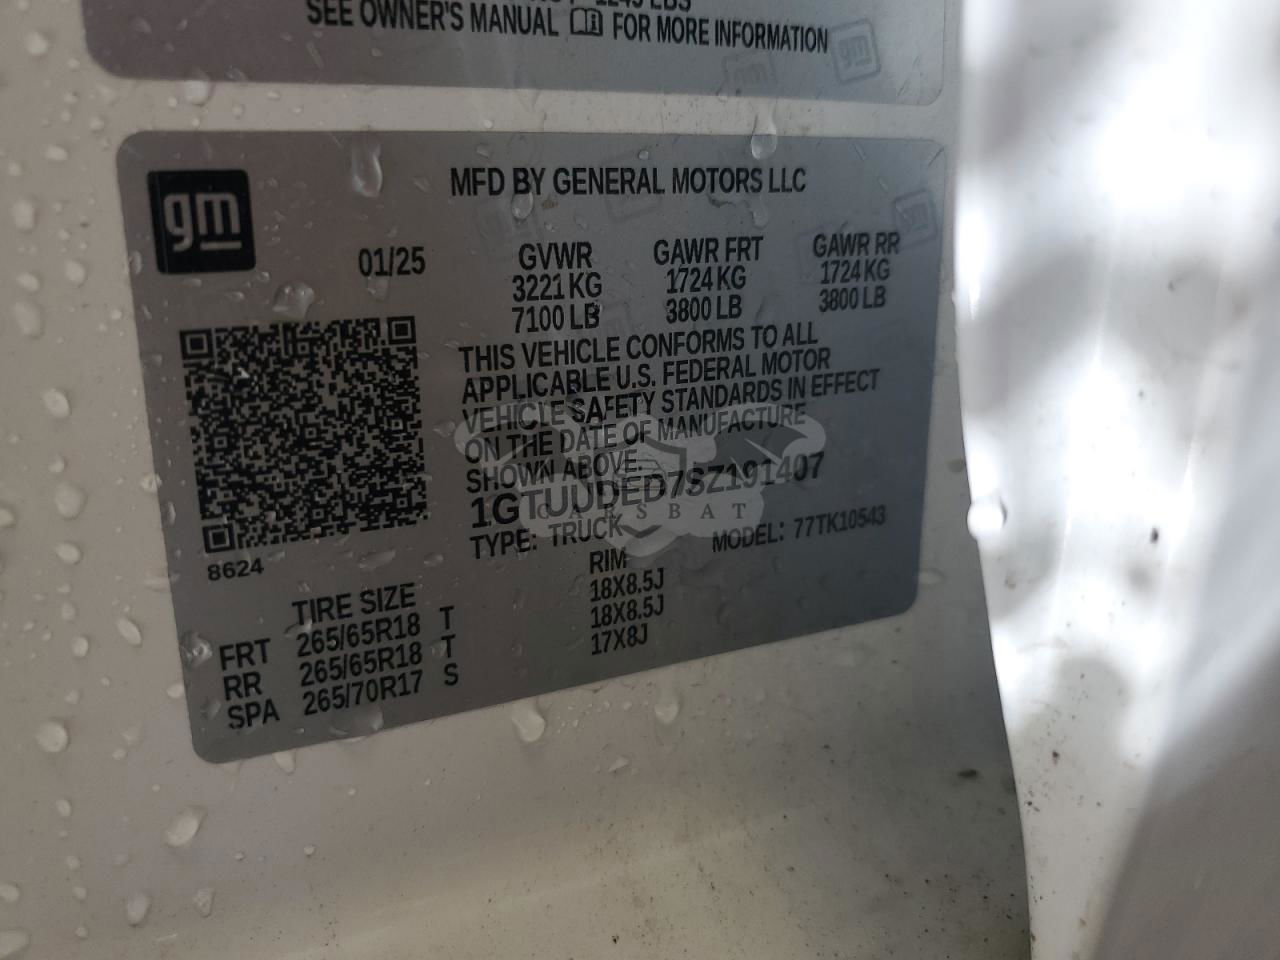 SEE OWNER'S MANUAL FOR MORE INFORMATION
gm
gm
gm
MFD BY GENERAL MOTORS LLC
01/25
GVWR GAWR FRT GAWR RR
3221 KG 1724 KG 1724 KG
7100 LB 3800 LB 3800 LB
THIS VEHICLE CONFORMS TO ALL
APPLICABLE U.S. FEDERAL MOTOR
VEHICLE SAFETY STANDARDS IN EFFECT
ON THE DATE OF MANUFACTURE
SHOWN ABOVE.
1GTUUDED7SZ191407
CARSBAT
TYPE: TRUCK MODEL: 77TK10543
8624
TIRE SIZE RIM
FRT 265/65R18 T 18X8.5J
RR 265/65R18 T 18X8.5J
SPA 265/70R17 S 17X8J